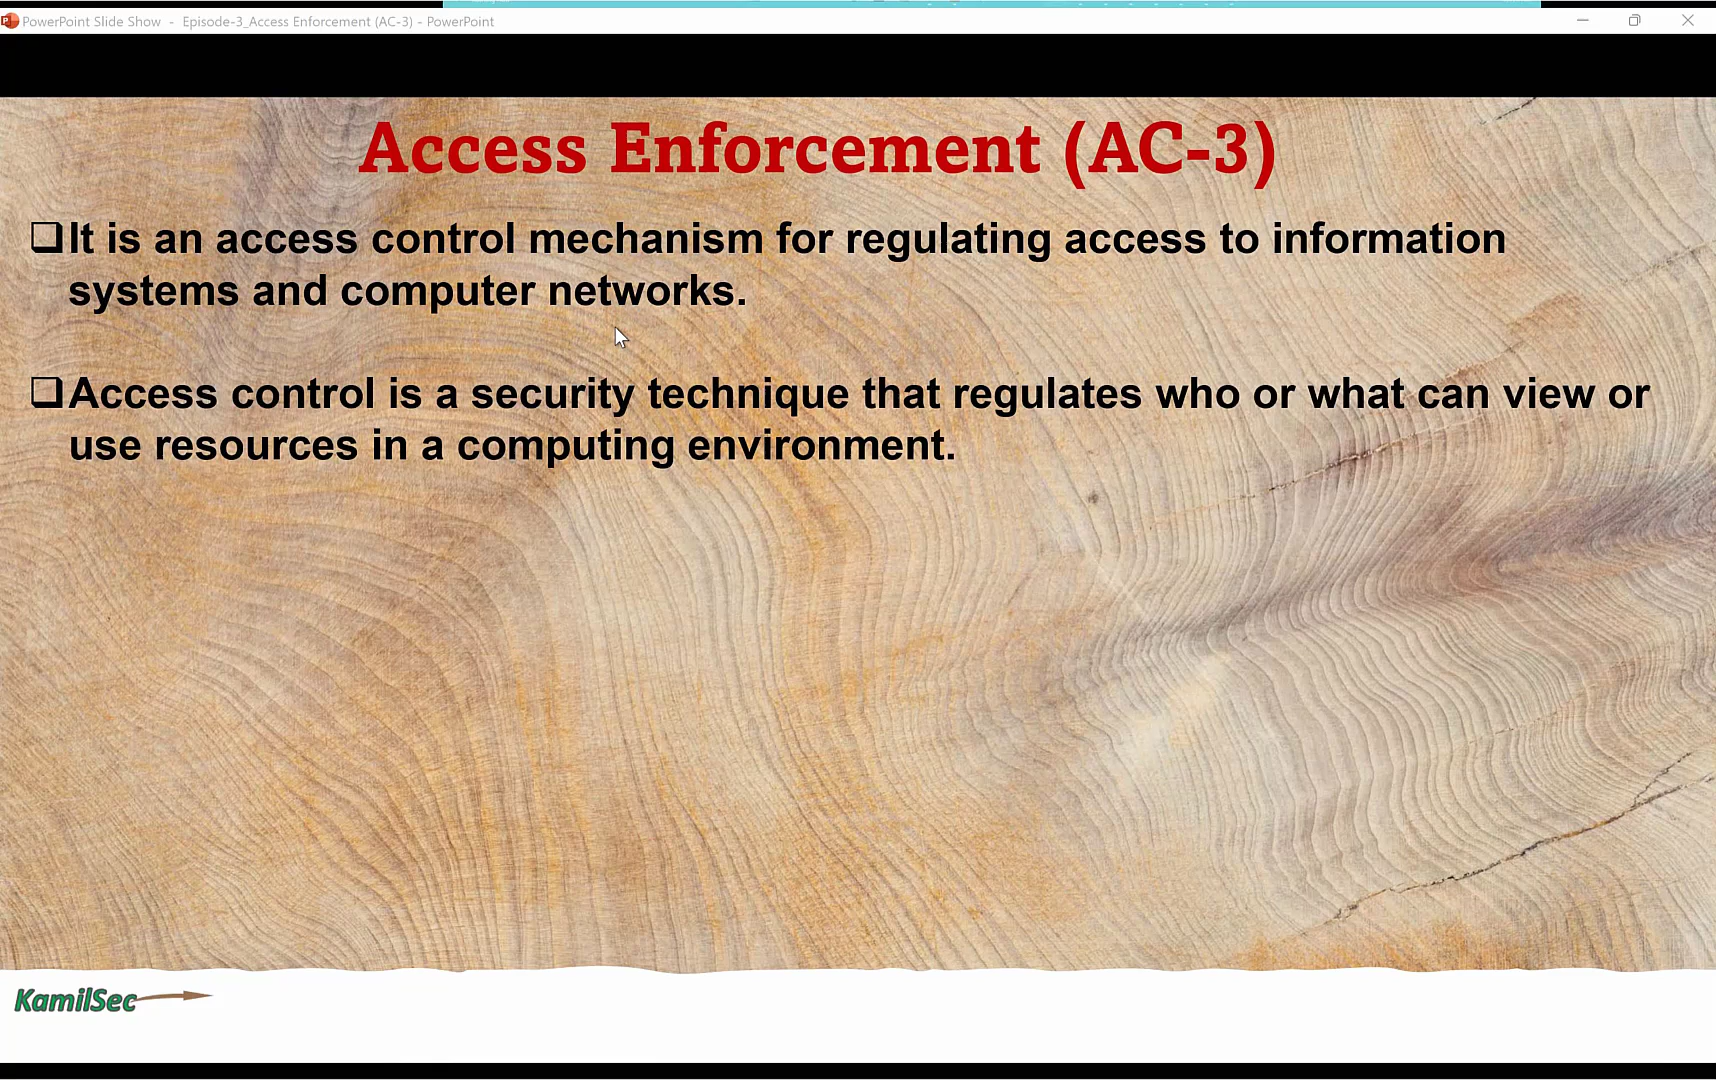 PowerPoint Slide Show - Episode-3_Access Enforcement (AC-3) - PowerPoint
Access Enforcement (AC-3)
❑It is an access control mechanism for regulating access to information
systems and computer networks.
❑Access control is a security technique that regulates who or what can view or
use resources in a computing environment.
KamilSec